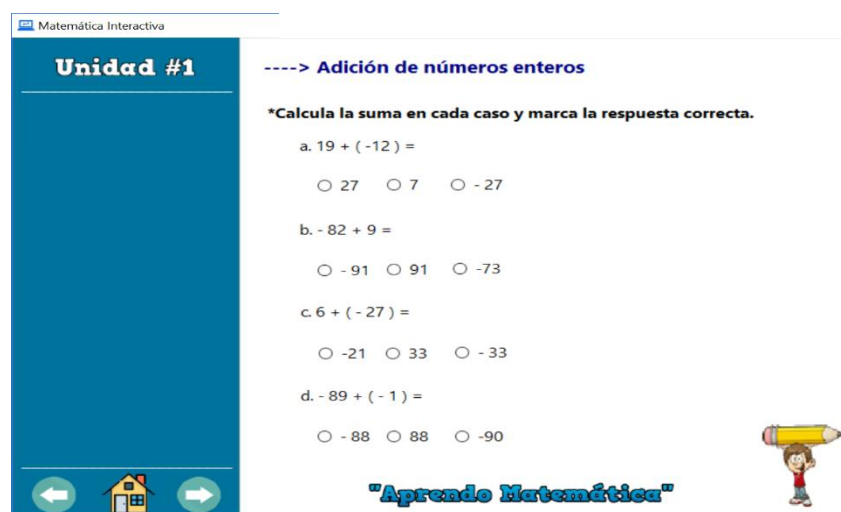 Matemática Interactiva
Unidad #1
----> Adición de números enteros
*Calcula la suma en cada caso y marca la respuesta correcta.
a. 19 + ( -12 ) =
27 7 - 27
b. - 82 + 9 =
- 91 91 -73
c. 6 + ( - 27 ) =
-21 33 - 33
d. - 89 + ( - 1 ) =
- 88 88 -90
"Aprendo Matemática"